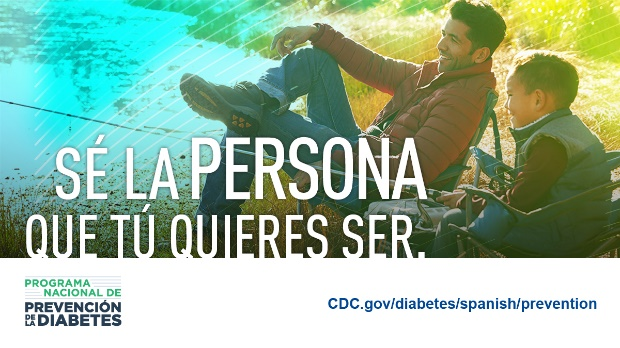 SÉ LA PERSONA
QUE TÚ QUIERES SER.
PROGRAMA
NACIONAL DE
PREVENCIÓN
DE LA DIABETES
CDC.gov/diabetes/spanish/prevention